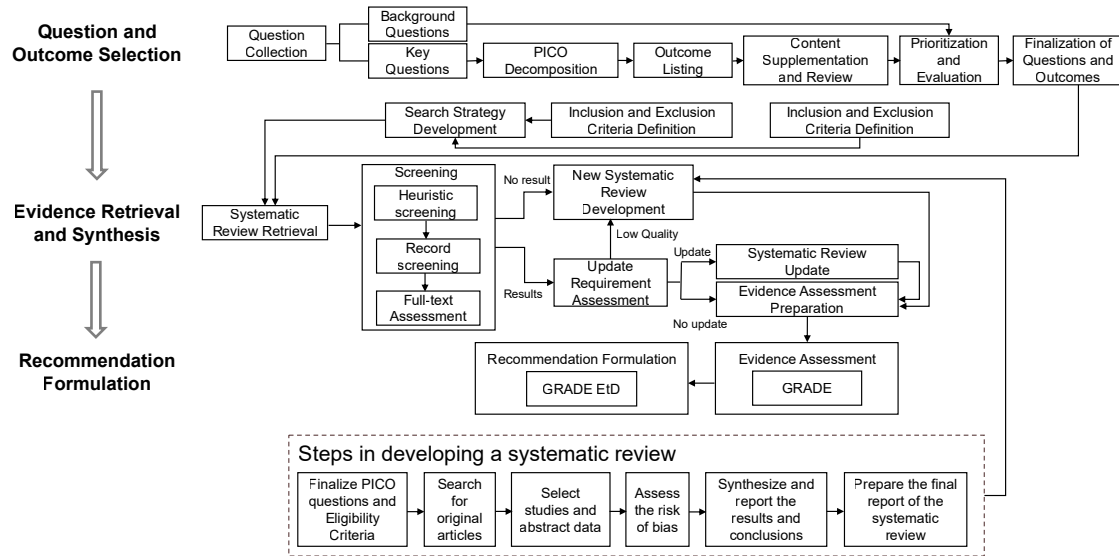 Question and
Outcome Selection
Question
Collection
Background
Questions
Key
Questions
PICO
Decomposition
Outcome
Listing
Content
Supplementation
and Review
Prioritization
and
Evaluation
Finalization of
Questions and
Outcomes
Search Strategy
Development
Inclusion and Exclusion
Criteria Definition
Inclusion and Exclusion
Criteria Definition
Evidence Retrieval
and Synthesis
Systematic
Review Retrieval
Screening
Heuristic
screening
Record
screening
Full-text
Assessment
No result
Results
New Systematic
Review
Development
Low Quality
Update
Requirement
Assessment
Update
No update
Systematic Review
Update
Evidence Assessment
Preparation
Recommendation
Formulation
Recommendation Formulation
GRADE EtD
Evidence Assessment
GRADE
Steps in developing a systematic review
Finalize PICO
questions and
Eligibility
Criteria
Search
for
original
articles
Select
studies and
abstract data
Assess
the risk
of bias
Synthesize and
report the
results and
conclusions
Prepare the final
report of the
systematic
review